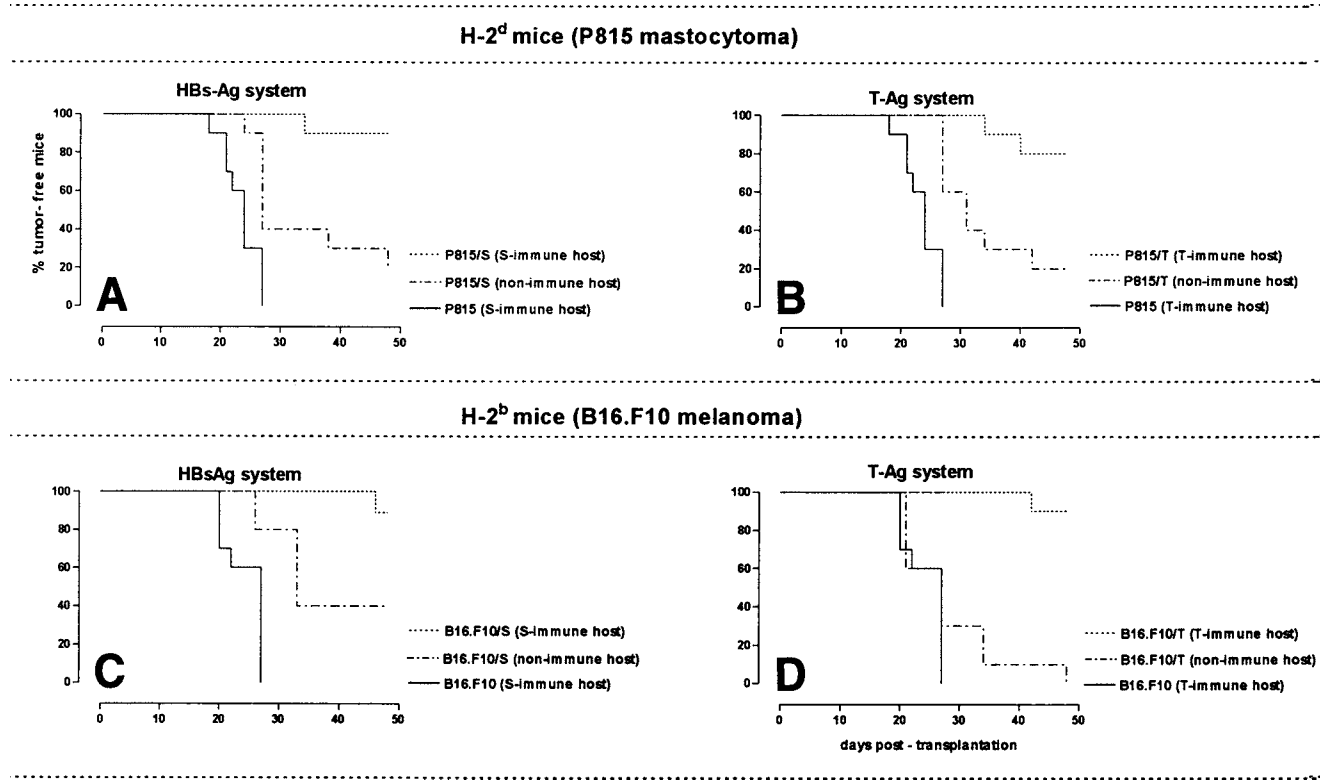 H-2d mice (P815 mastocytoma)
HBs-Ag system
% tumor- free mice
100
80
60
40
20
0
A
P815/S (S-immune host)
P815/S (non-immune host)
P815 (S-immune host)
0 10 20 30 40 50
T-Ag system
100
80
60
40
20
0
B
P815/T (T-immune host)
P815/T (non-immune host)
P815 (T-immune host)
0 10 20 30 40 50
H-2b mice (B16.F10 melanoma)
HBsAg system
100
80
60
40
20
0
C
B16.F10/S (S-immune host)
B16.F10/S (non-immune host)
B16.F10 (S-immune host)
0 10 20 30 40 50
T-Ag system
100
80
60
40
20
0
D
B16.F10/T (T-immune host)
B16.F10/T (non-immune host)
B16.F10 (T-immune host)
0 10 20 30 40 50
days post - transplantation